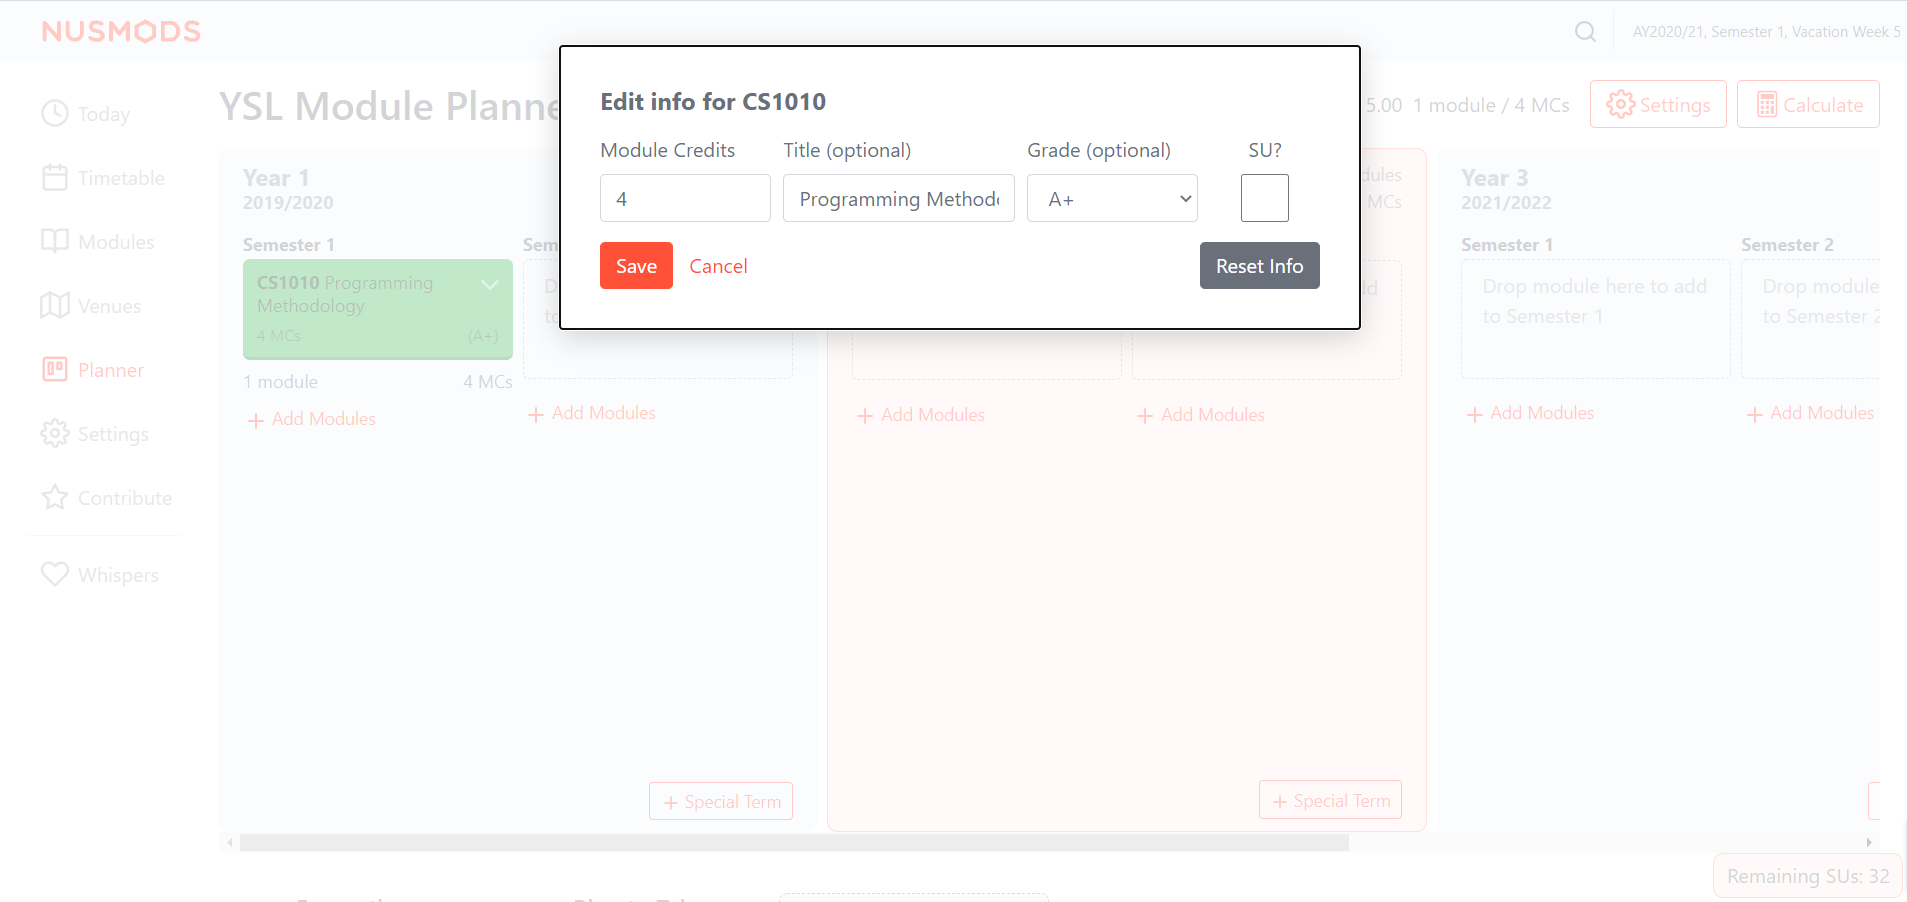 NUSMODS
AY2020/21, Semester 1, Vacation Week 5
Today
Timetable
Modules
Venues
Planner
Settings
Contribute
Whispers
YSL Module Planne
5.00 1 module / 4 MCs
Settings
Calculate
Edit info for CS1010
Module Credits Title (optional) Grade (optional) SU?
4 Programming Method A+
Save Cancel Reset Info
Year 1
2019/2020
Semester 1
Sem
CS1010 Programming
Methodology
4 MCs (A+)
1 module 4 MCs
+ Add Modules
D
to
+ Add Modules
+ Special Term
dules
MCs
dd
+ Add Modules
+ Add Modules
+ Special Term
Year 3
2021/2022
Semester 1
Drop module here to add
to Semester 1
+ Add Modules
Semester 2
Drop module
to Semester 2
+ Add Modules
Remaining SUs: 32